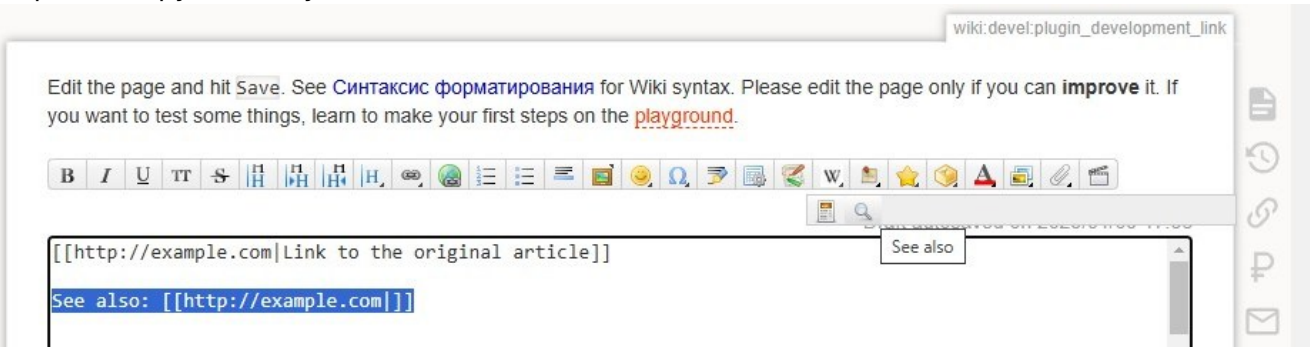 wiki:devel:plugin_development_link
Edit the page and hit Save. See Синтаксис форматирования for Wiki syntax. Please edit the page only if you can improve it. If
you want to test some things, learn to make your first steps on the playground.
B I U TT S H H H H Ω W A
See also
[[http://example.com|Link to the original article]]
See also: [[http://example.com|]]